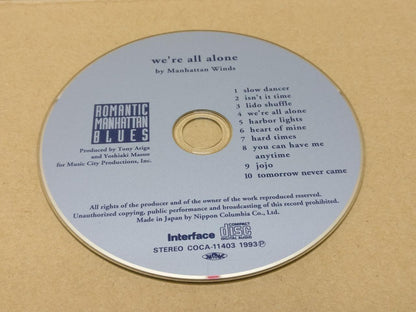 we're all alone
by Manhattan Winds
ROMANTIC
MANHATTAN
BLUES
Produced by Tony Ariga
and Yoshiaki Masuo
for Music City Productions, Inc.
1 slow dancer
2 isn't it time
3 lido shuffle
4 we're all alone
5 harbor lights
6 heart of mine
7 hard times
8 you can have me
anytime
9 jojo
10 tomorrow never came
All rights of the producer and of the owner of the work reproduced reserved.
Unauthorized copying, public performance and broadcasting of this record prohibited.
Made in Japan by Nippon Columbia Co., Ltd.
Interface
COMPACT
disc
DIGITAL AUDIO
STEREO COCA-11403 1993Ⓟ